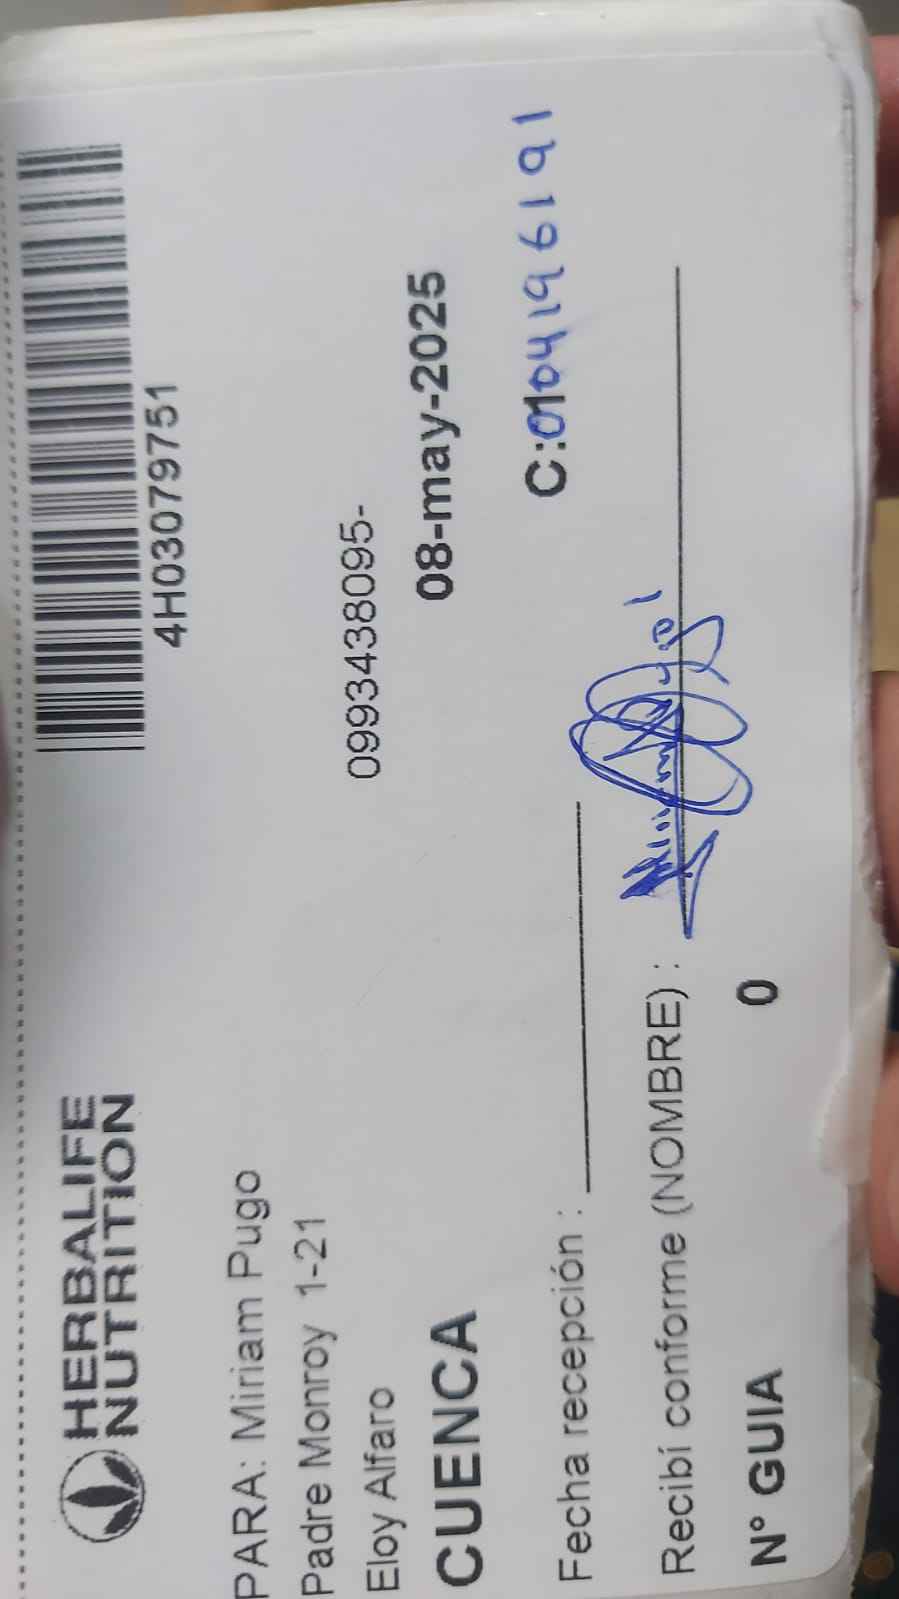 HERBALIFE
NUTRITION
4H03079751
PARA: Miriam Pugo
Padre Monroy 1-21
0993438095-
Eloy Alfaro
CUENCA
08-may-2025
C:0104196191
Fecha recepción :
Recibí conforme (NOMBRE) :
N° GUIA 0